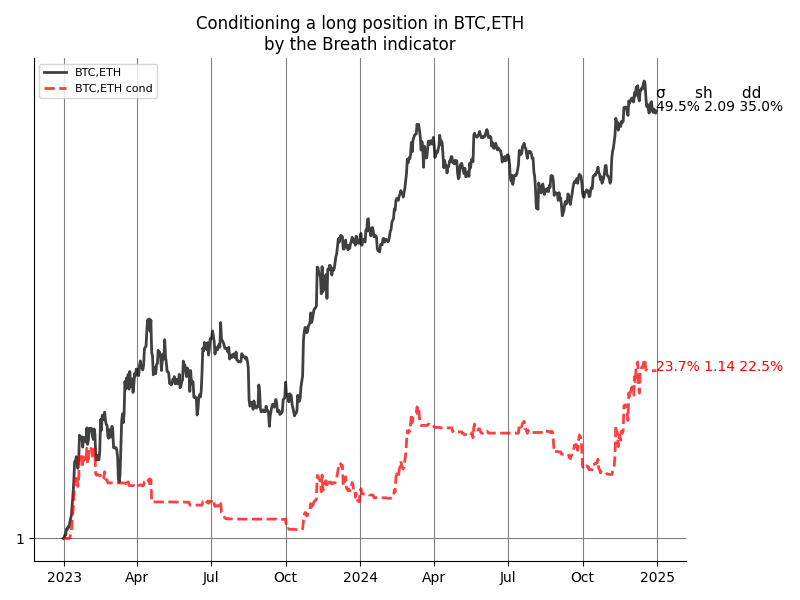 Conditioning a long position in BTC,ETH
by the Breath indicator
BTC,ETH
BTC,ETH cond
σ sh dd
49.5% 2.09 35.0%
23.7% 1.14 22.5%
1
2023 Apr Jul Oct 2024 Apr Jul Oct 2025